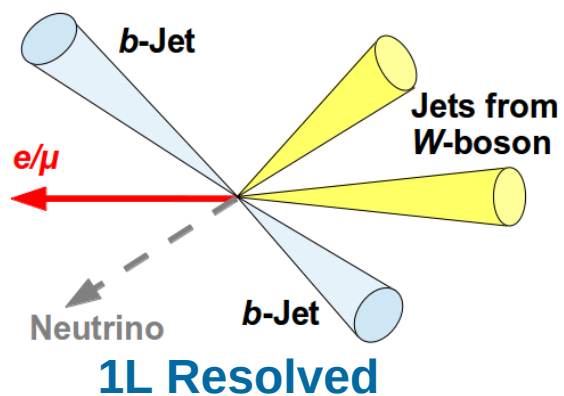 b-Jet
Jets from
W-boson
e/μ
b-Jet
Neutrino
1L Resolved